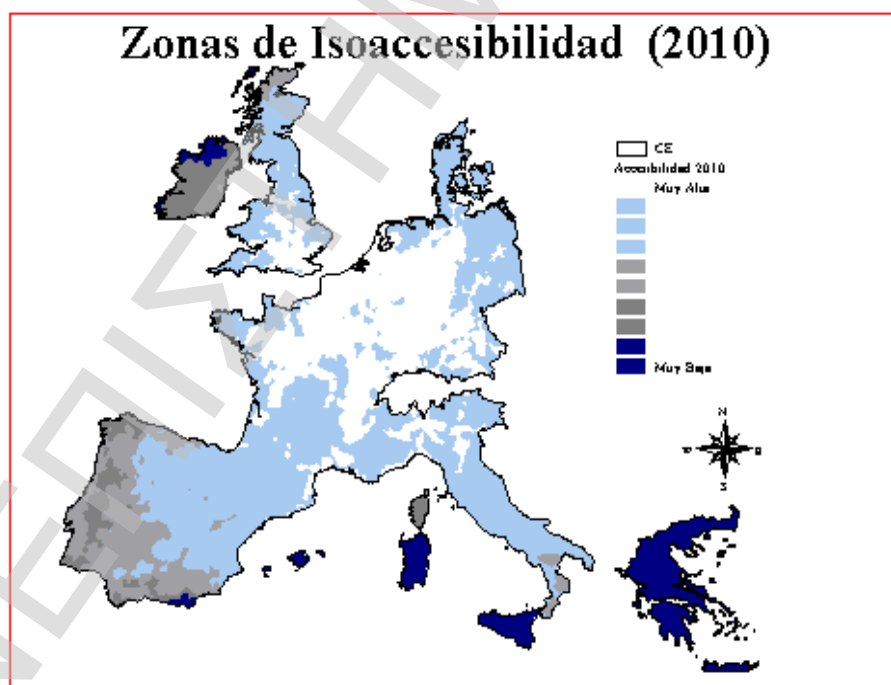 Zonas de Isoaccesibilidad (2010)
CE
Accesibilidad 2010
Muy Alta
Muy Baja
N
S